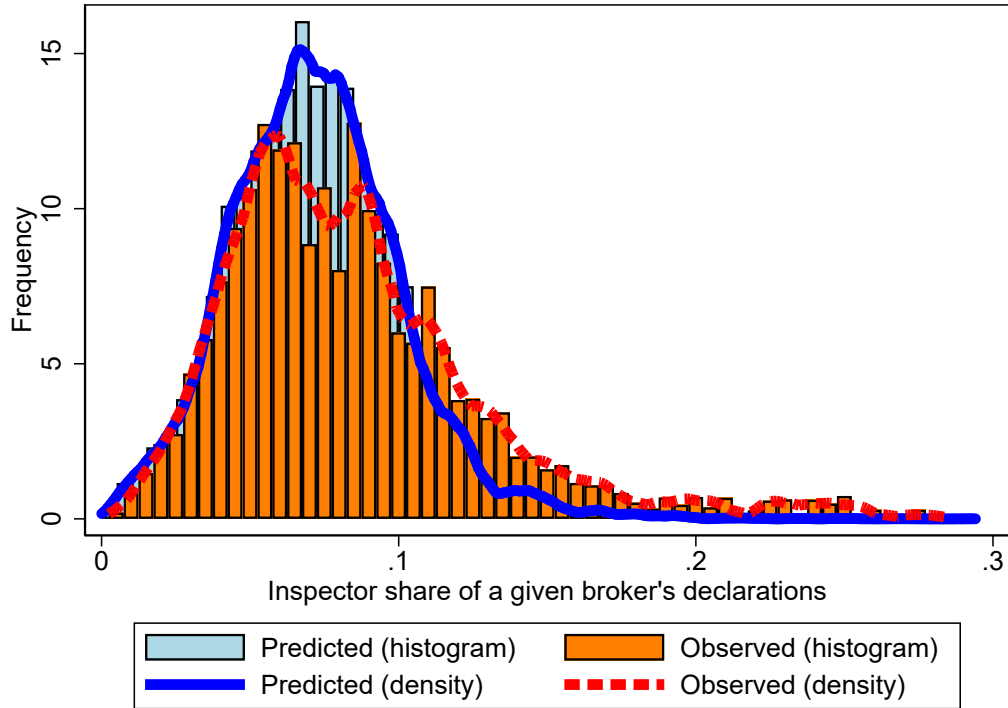 Frequency
15
10
5
0
0
.1
.2
.3
Inspector share of a given broker's declarations
Predicted (histogram)
Observed (histogram)
Predicted (density)
Observed (density)